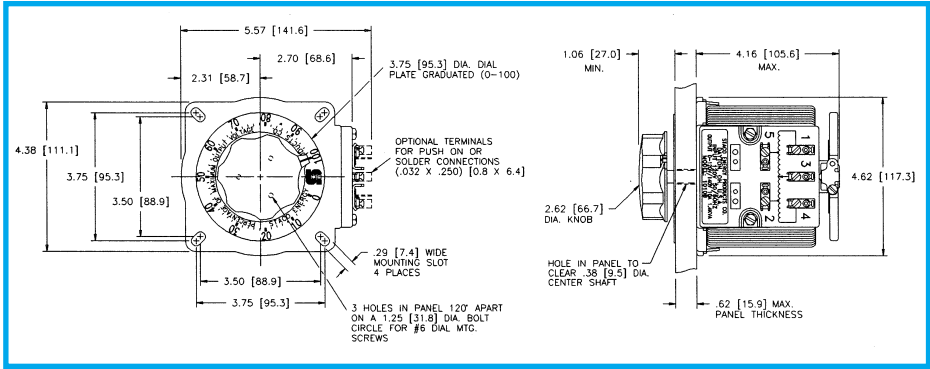 5.57 [141.6]
2.70 [68.6]
2.31 [58.7]
3.75 [95.3] DIA. DIAL
PLATE GRADUATED (0-100)
4.38 [111.1]
3.75 [95.3]
3.50 [88.9]
OPTIONAL TERMINALS
FOR PUSH ON OR
SOLDER CONNECTIONS
(.032 X .250) [0.8 X 6.4]
0
10
20
30
50
60
70
80
90
100
.29 [7.4] WIDE
MOUNTING SLOT
4 PLACES
3.50 [88.9]
3.75 [95.3]
3 HOLES IN PANEL 120° APART
ON A 1.25 [31.8] DIA. BOLT
CIRCLE FOR #6 DIAL MTG.
SCREWS
1.06 [27.0]
MIN.
4.16 [105.6]
MAX.
1
3
4
5
2
STACO ENERGY PRODUCTS CO.
4.62 [117.3]
2.62 [66.7]
DIA. KNOB
HOLE IN PANEL TO
CLEAR .38 [9.5] DIA.
CENTER SHAFT
.62 [15.9] MAX.
PANEL THICKNESS